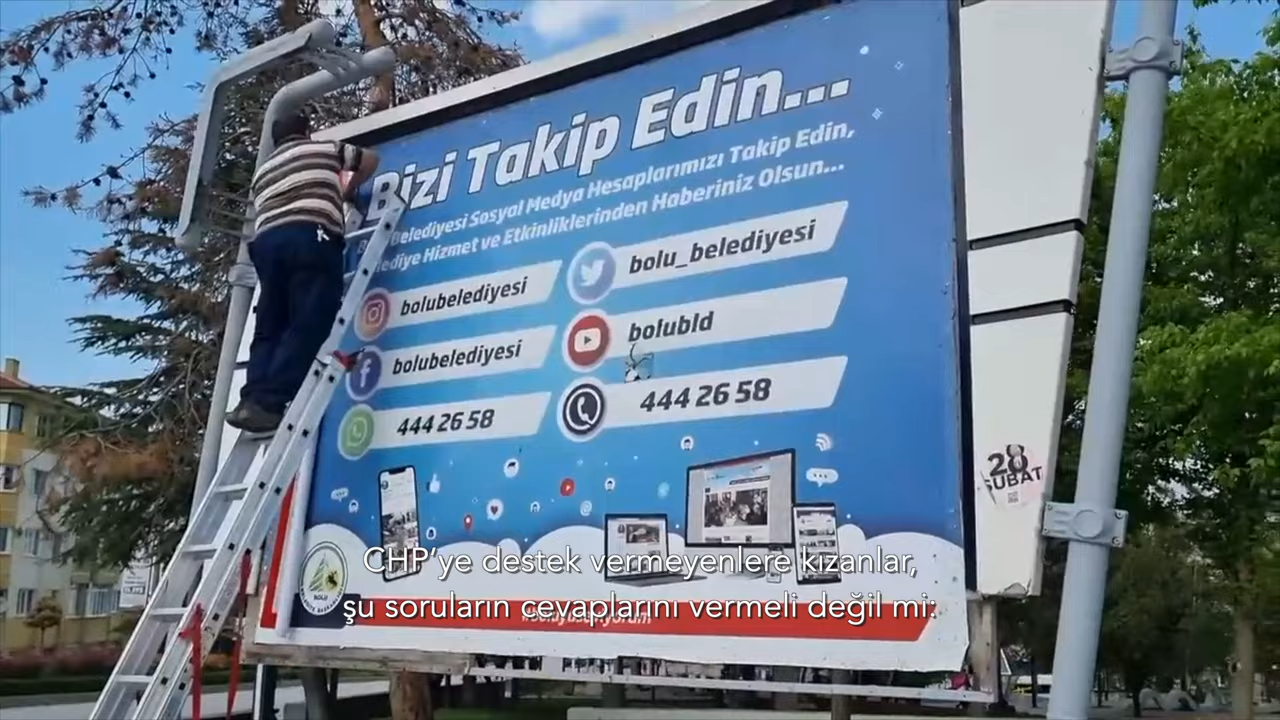 Bizi Takip Edin...
Belediyesi Sosyal Medya Hesaplarımızı Takip Edin,
Hizmet ve Etkinliklerinden Haberiniz Olsun...
bolubelediyesi
bolu_belediyesi
bolubelediyesi
bolubld
444 26 58
444 26 58
BOLU
28
ŞUBAT
CHP’ye destek vermeyenlere kızanlar,
şu soruların cevaplarını vermeli değil mi: